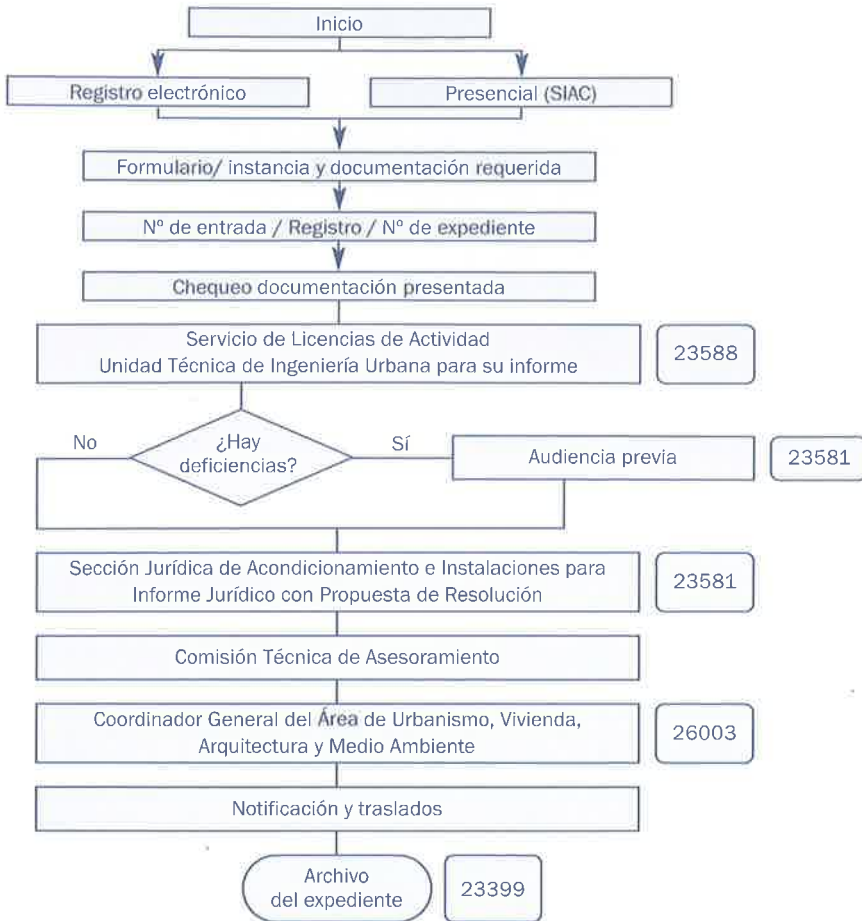 Inicio
Registro electrónico
Presencial (SIAC)
Formulario/ instancia y documentación requerida
Nº de entrada / Registro / Nº de expediente
Chequeo documentación presentada
Servicio de Licencias de Actividad
Unidad Técnica de Ingeniería Urbana para su informe
23588
¿Hay
deficiencias?
No
Sí
Audiencia previa
23581
Sección Jurídica de Acondicionamiento e Instalaciones para
Informe Jurídico con Propuesta de Resolución
23581
Comisión Técnica de Asesoramiento
Coordinador General del Área de Urbanismo, Vivienda,
Arquitectura y Medio Ambiente
26003
Notificación y traslados
Archivo
del expediente
23399